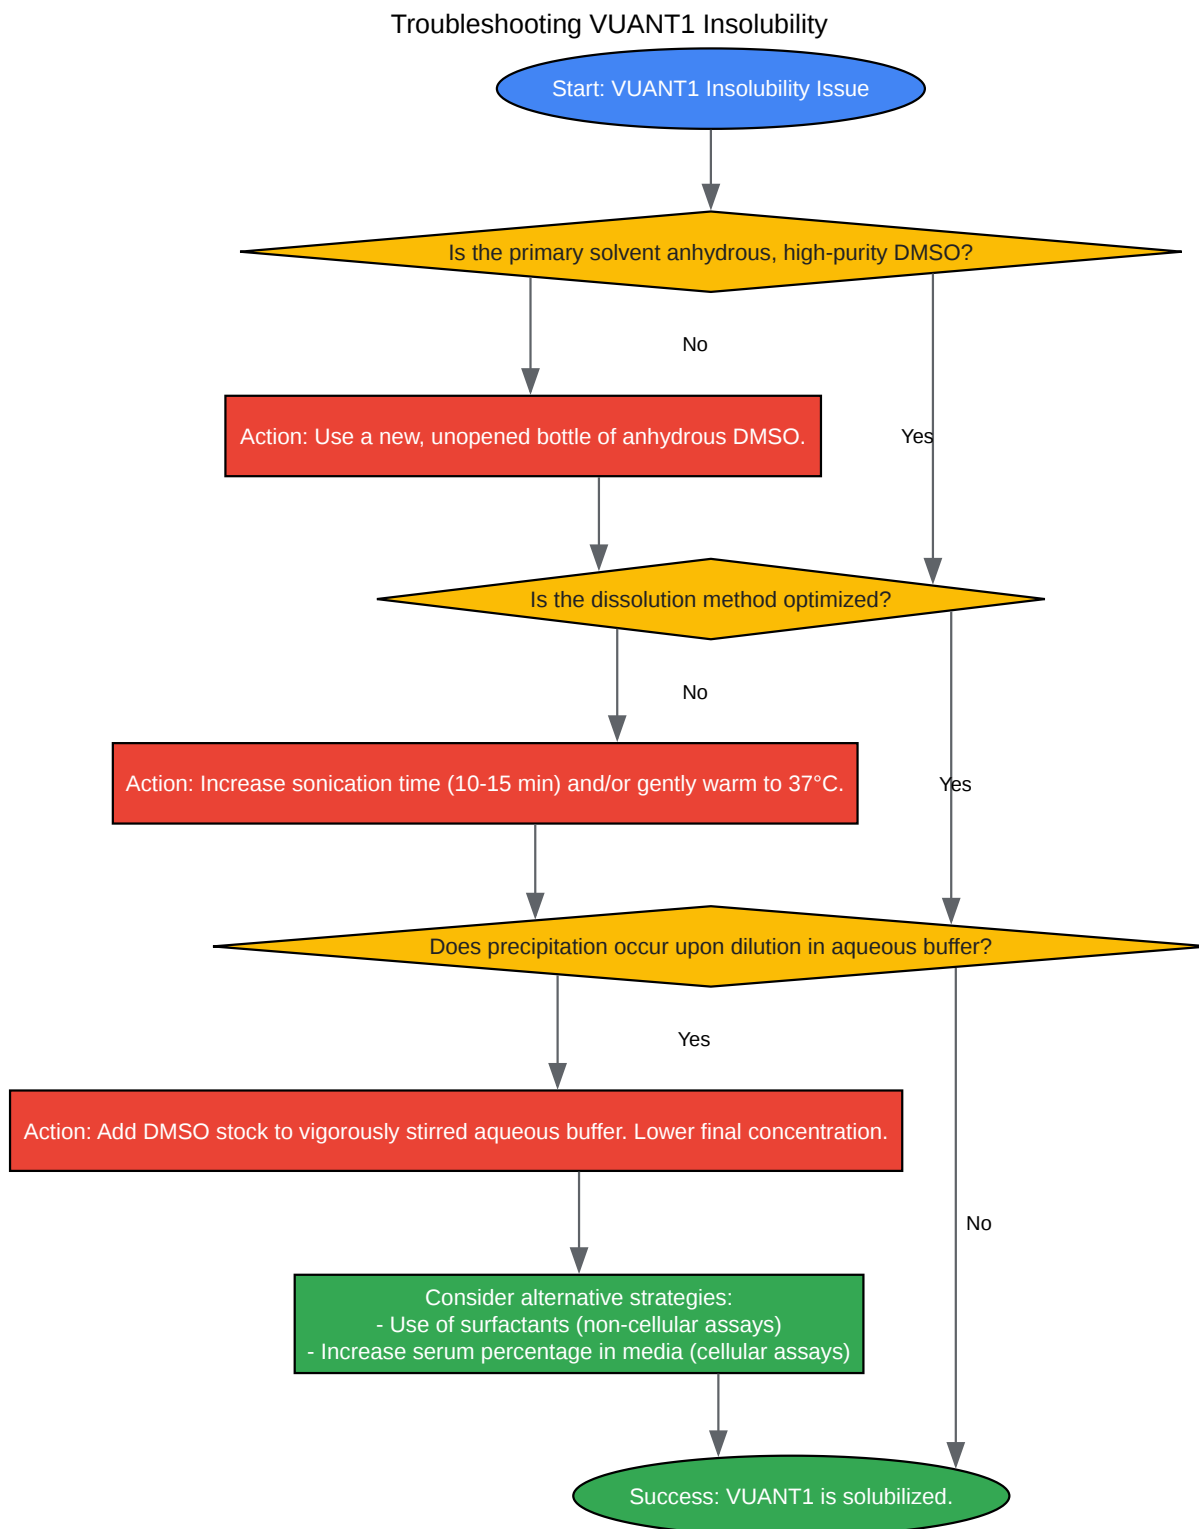 Troubleshooting VUANT1 Insolubility
Start: VUANT1 Insolubility Issue
Is the primary solvent anhydrous, high-purity DMSO?
No
Action: Use a new, unopened bottle of anhydrous DMSO.
Yes
Is the dissolution method optimized?
No
Action: Increase sonication time (10-15 min) and/or gently warm to 37°C.
Yes
Does precipitation occur upon dilution in aqueous buffer?
Yes
Action: Add DMSO stock to vigorously stirred aqueous buffer. Lower final concentration.
No
Consider alternative strategies:
- Use of surfactants (non-cellular assays)
- Increase serum percentage in media (cellular assays)
Success: VUANT1 is solubilized.